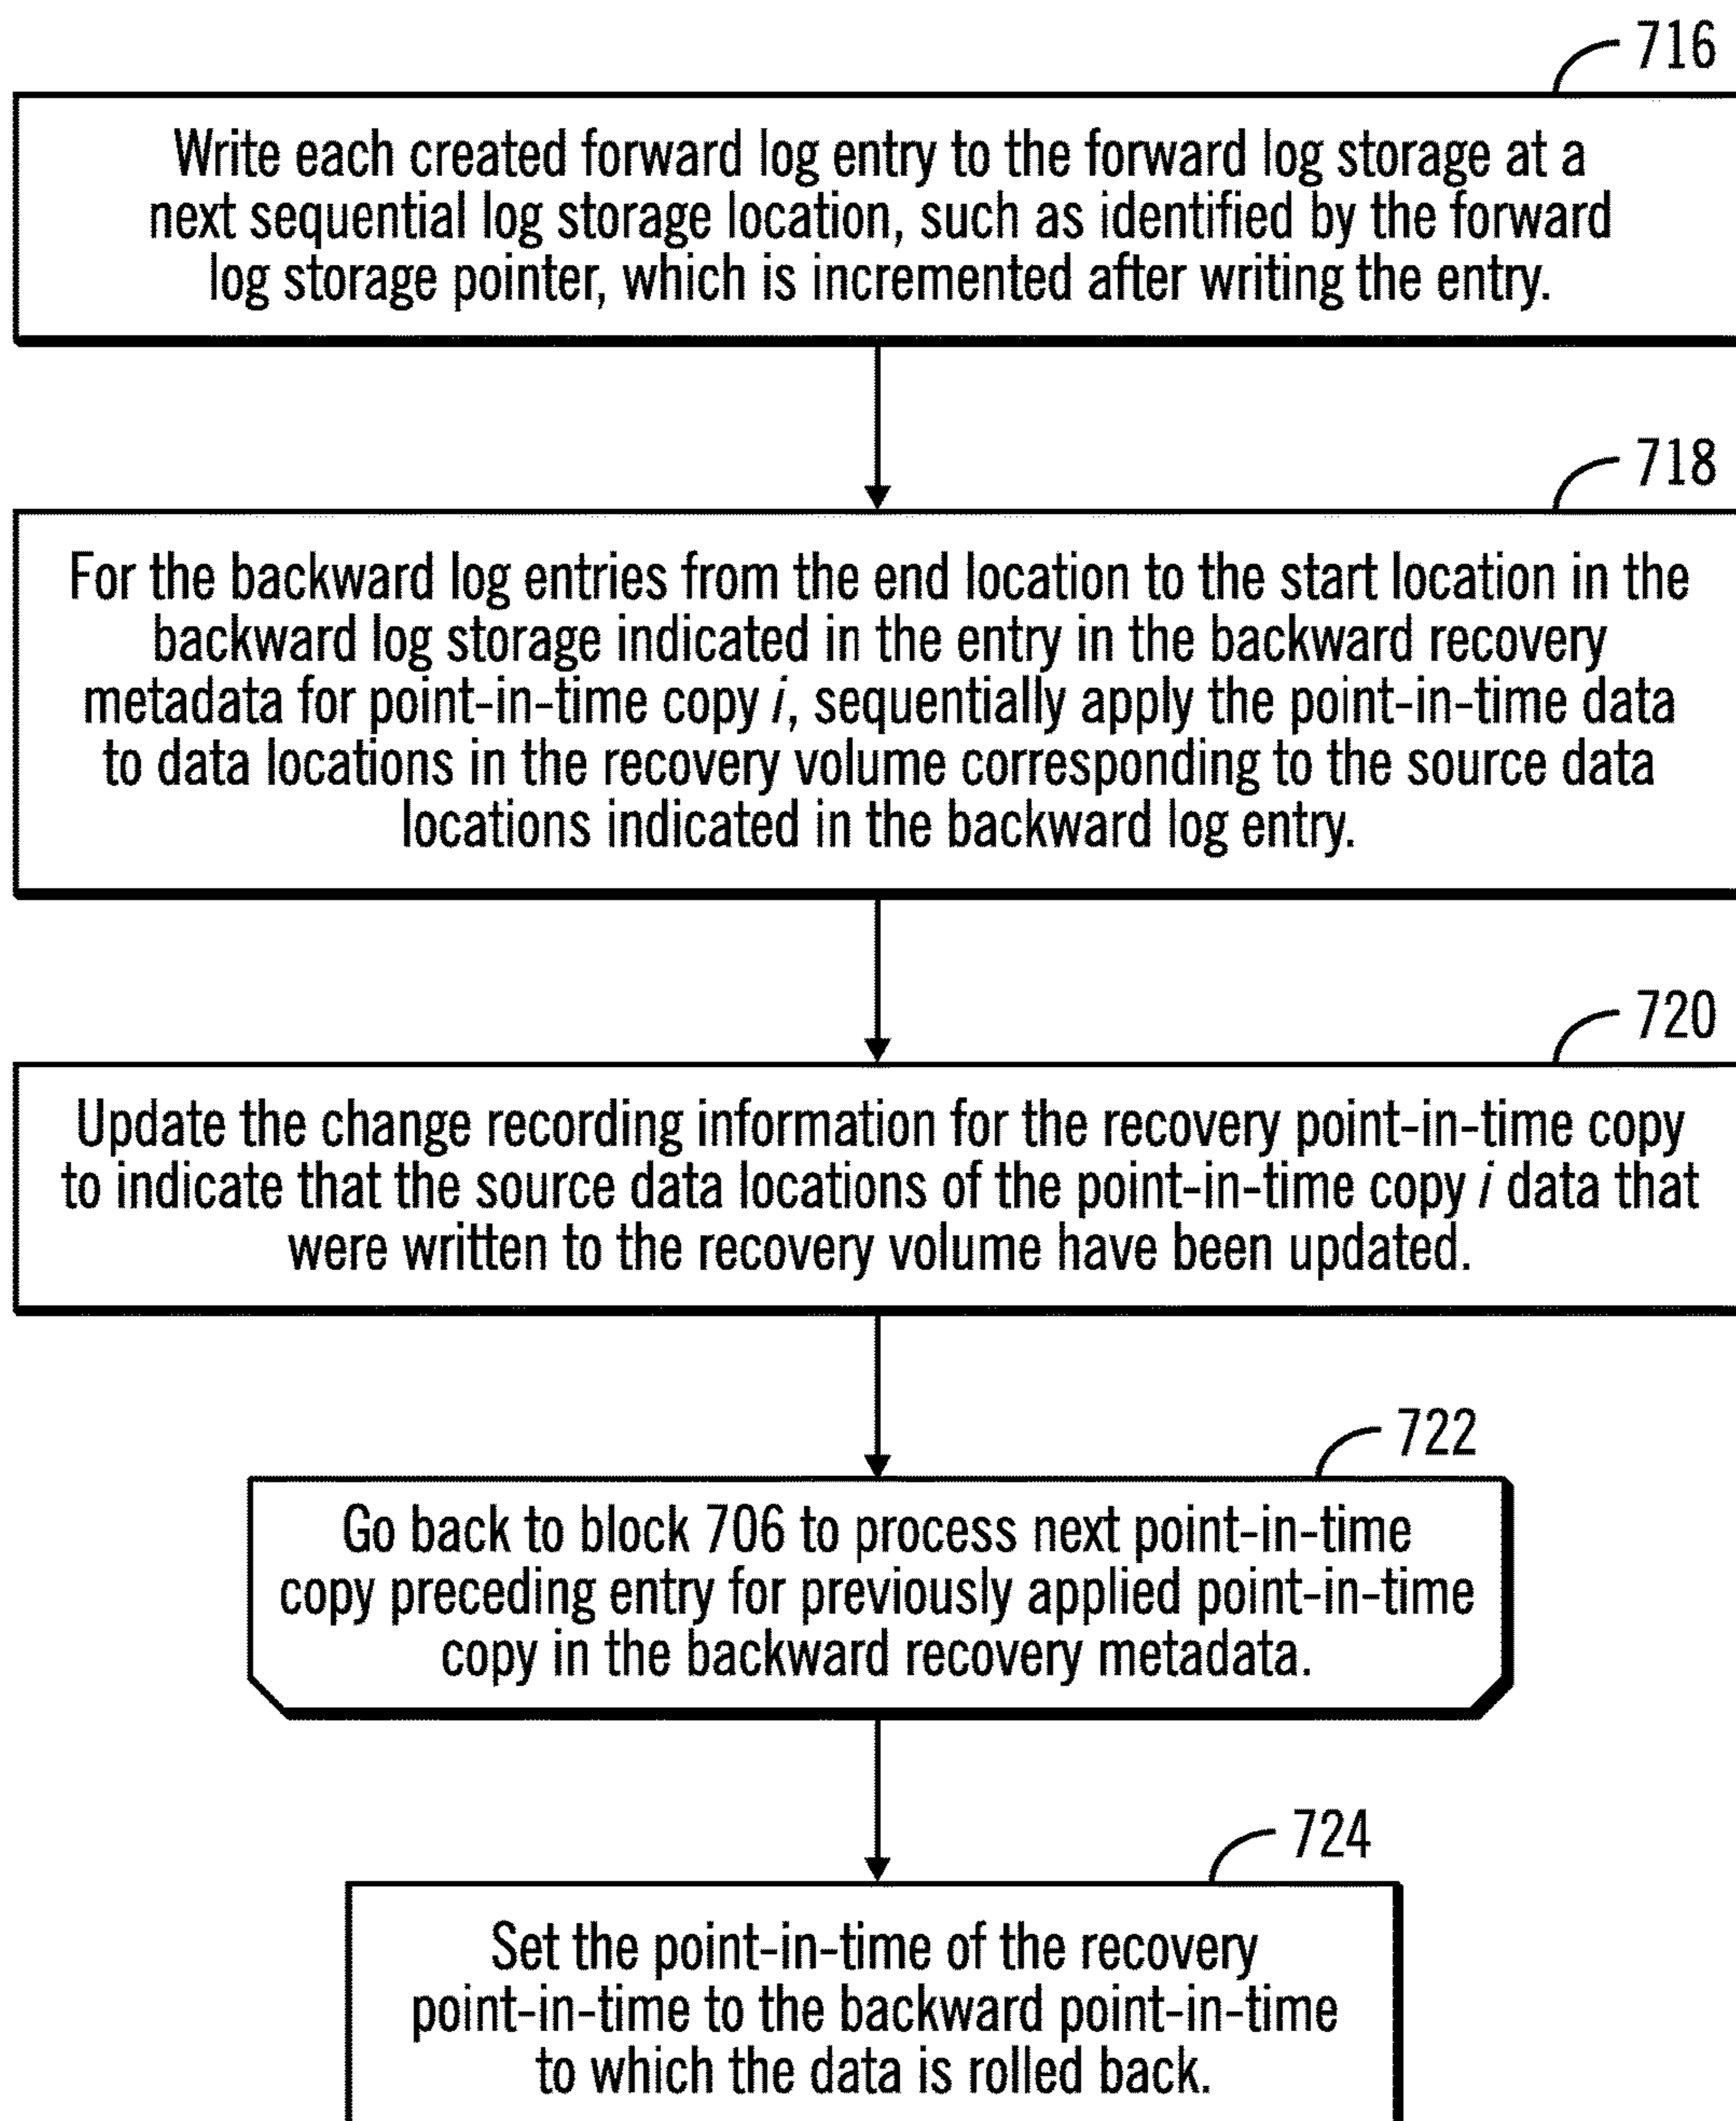 716
Write each created forward log entry to the forward log storage at a
next sequential log storage location, such as identified by the forward
log storage pointer, which is incremented after writing the entry.
718
For the backward log entries from the end location to the start location in the
backward log storage indicated in the entry in the backward recovery
metadata for point-in-time copy i, sequentially apply the point-in-time data
to data locations in the recovery volume corresponding to the source data
locations indicated in the backward log entry.
720
Update the change recording information for the recovery point-in-time copy
to indicate that the source data locations of the point-in-time copy i data that
were written to the recovery volume have been updated.
722
Go back to block 706 to process next point-in-time
copy preceding entry for previously applied point-in-time
copy in the backward recovery metadata.
724
Set the point-in-time of the recovery
point-in-time to the backward point-in-time
to which the data is rolled back.